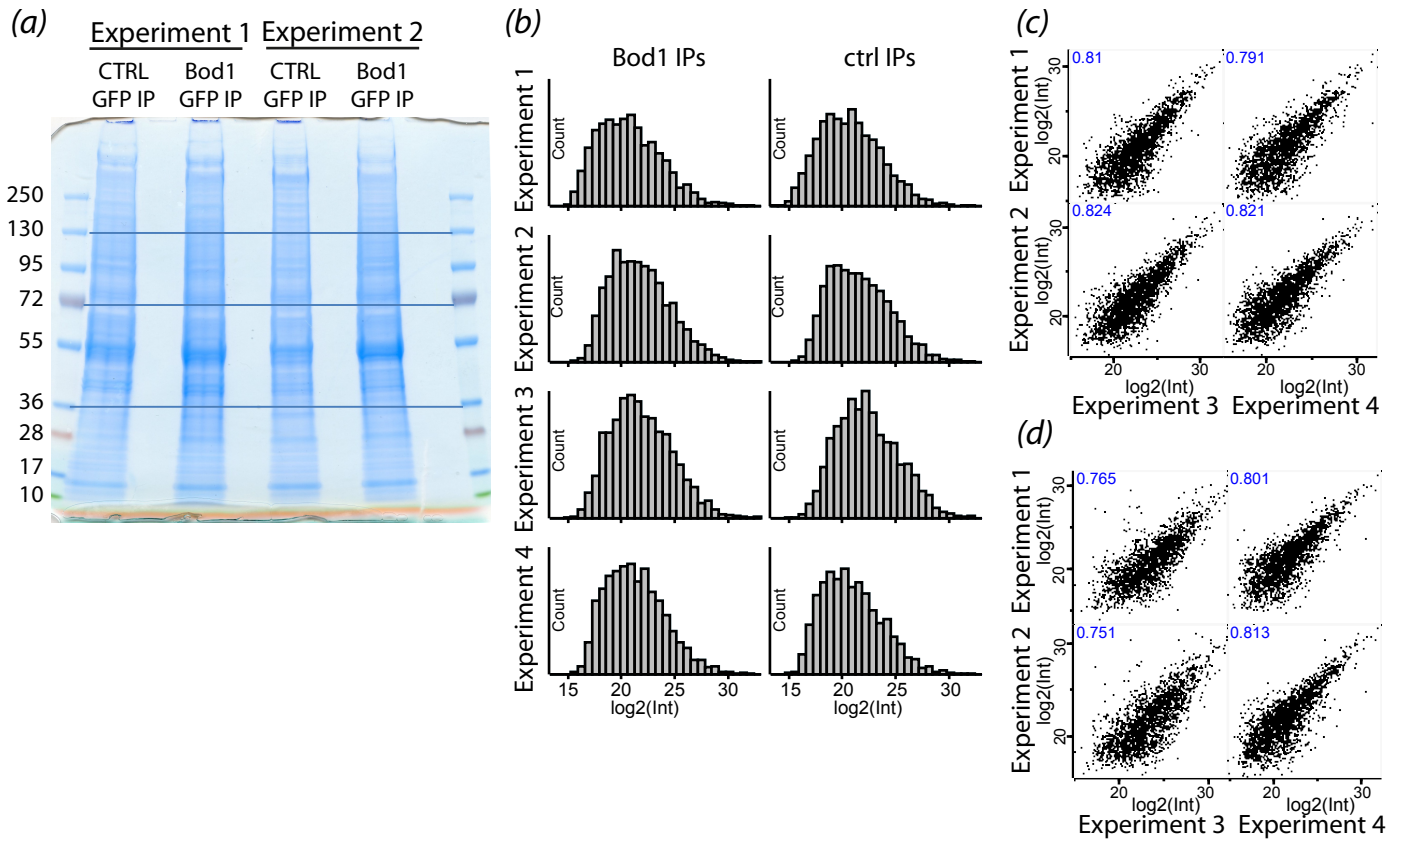 (a)
Experiment 1 Experiment 2
CTRL GFP IP
Bod1 GFP IP
CTRL GFP IP
Bod1 GFP IP
250
130
95
72
55
36
28
17
10
(b)
Bod1 IPs
ctrl IPs
Experiment 1
Count
Count
Experiment 2
Count
Count
Experiment 3
Count
Count
Experiment 4
Count
Count
15 20 25 30
log2(Int)
15 20 25 30
log2(Int)
(c)
Experiment 1
log2(Int)
20 30
0.81
0.791
Experiment 2
log2(Int)
20 30
0.824
0.821
20 30
log2(Int)
Experiment 3
20 30
log2(Int)
Experiment 4
(d)
Experiment 1
log2(Int)
20 30
0.765
0.801
Experiment 2
log2(Int)
20 30
0.751
0.813
20 30
log2(Int)
Experiment 3
20 30
log2(Int)
Experiment 4